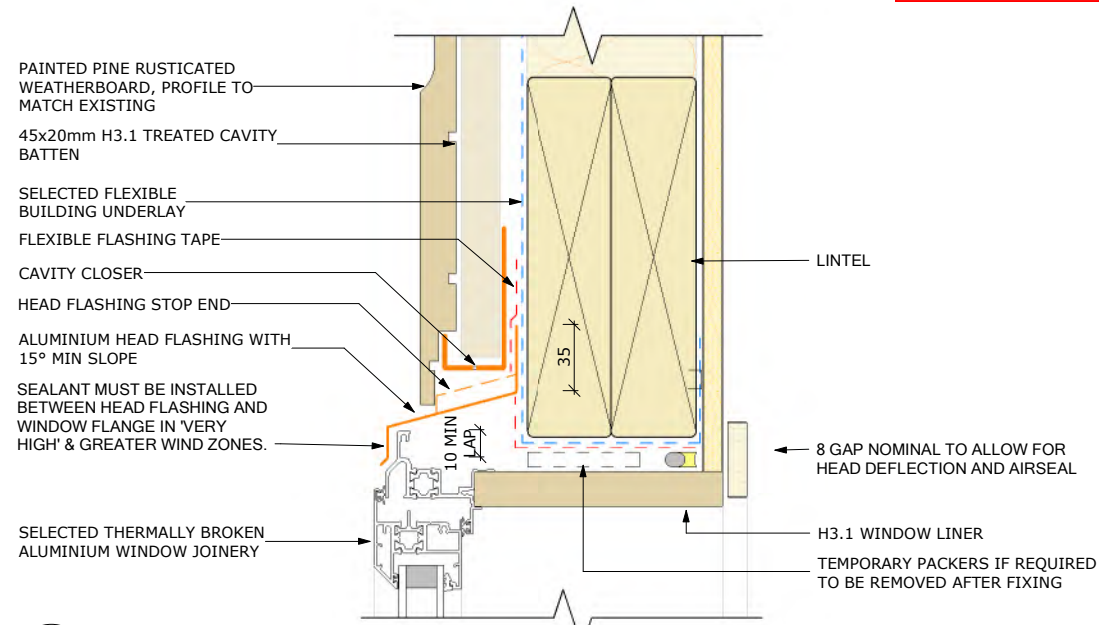 PAINTED PINE RUSTICATED
WEATHERBOARD, PROFILE TO
MATCH EXISTING
45x20mm H3.1 TREATED CAVITY
BATTEN
SELECTED FLEXIBLE
BUILDING UNDERLAY
FLEXIBLE FLASHING TAPE
CAVITY CLOSER
HEAD FLASHING STOP END
ALUMINIUM HEAD FLASHING WITH
15° MIN SLOPE
SEALANT MUST BE INSTALLED
BETWEEN HEAD FLASHING AND
WINDOW FLANGE IN 'VERY
HIGH' & GREATER WIND ZONES.
SELECTED THERMALLY BROKEN
ALUMINIUM WINDOW JOINERY
35
10 MIN
LAP
LINTEL
8 GAP NOMINAL TO ALLOW FOR
HEAD DEFLECTION AND AIRSEAL
H3.1 WINDOW LINER
TEMPORARY PACKERS IF REQUIRED
TO BE REMOVED AFTER FIXING